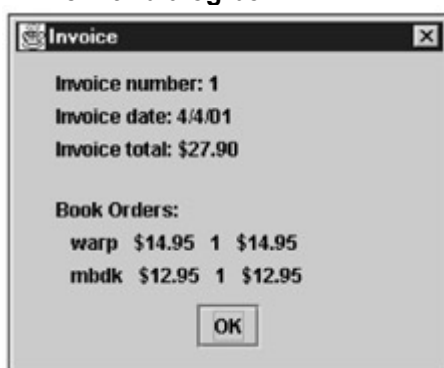 Invoice
Invoice number: 1
Invoice date: 4/4/01
Invoice total: $27.90
Book Orders:
warp $14.95 1 $14.95
mbdk $12.95 1 $12.95
OK